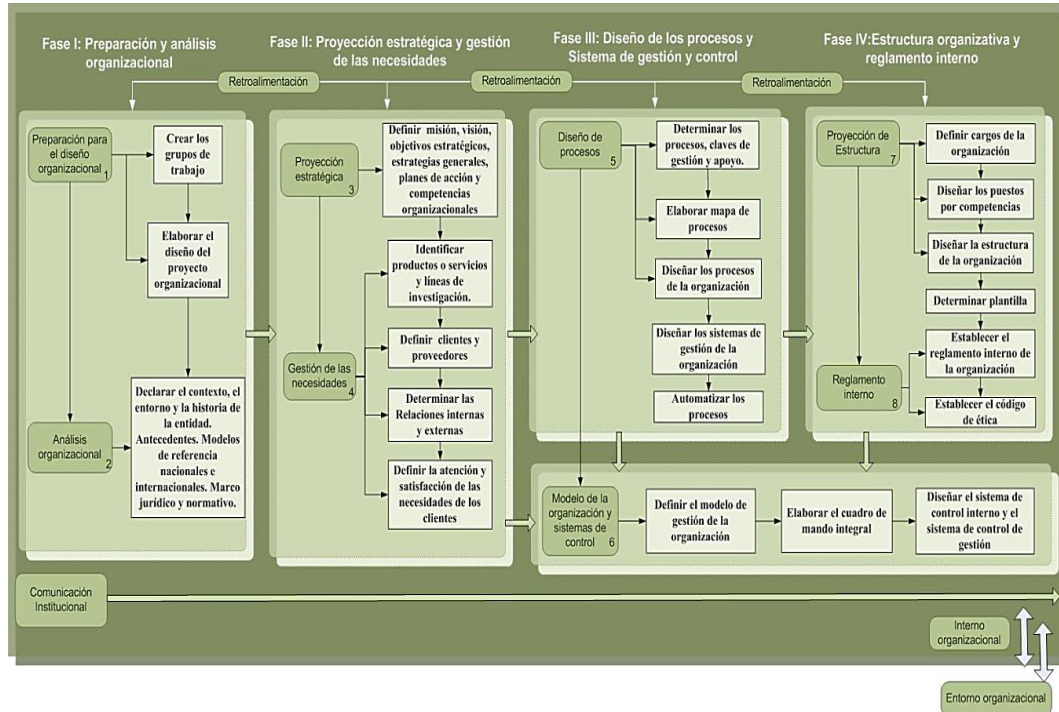 Fase I: Preparación y análisis
organizacional
Fase II: Proyección estratégica y gestión
de las necesidades
Fase III: Diseño de los procesos y
Sistema de gestión y control
Fase IV:Estructura organizativa y
reglamento interno
Retroalimentación
Retroalimentación
Retroalimentación
Preparación para
el diseño
organizacional
1
Crear los
grupos de
trabajo
Elaborar el
diseño del
proyecto
organizacional
Análisis
organizacional
2
Declarar el contexto, el
entorno y la historia de
la entidad.
Antecedentes. Modelos
de referencia
nacionales e
internacionales. Marco
jurídico y normativo.
Proyección
estratégica
3
Definir misión, visión,
objetivos estratégicos,
estrategias generales,
planes de acción y
competencias
organizacionales
Identificar
productos o servicios
y líneas de
investigación.
Gestión de las
necesidades
4
Definir clientes y
proveedores
Determinar las
Relaciones internas
y externas
Definir la atención y
satisfacción de las
necesidades de los
clientes
Diseño de
procesos
5
Determinar los
procesos, claves de
gestión y apoyo.
Elaborar mapa de
procesos
Diseñar los procesos
de la organización
Diseñar los sistemas de
gestión de la
organización
Automatizar los
procesos
Proyección de
Estructura
7
Definir cargos de la
organización
Diseñar los puestos
por competencias
Diseñar la estructura
de la organización
Determinar plantilla
Reglamento
interno
8
Establecer el
reglamento interno de
la organización
Establecer el código de
ética
Modelo de la
organización y
sistemas de
control
6
Definir el modelo de
gestión de la
organización
Elaborar el cuadro de
mando integral
Diseñar el sistema de
control interno y el
sistema de control de
gestión
Comunicación
Institucional
Interno
organizacional
Entorno organizacional